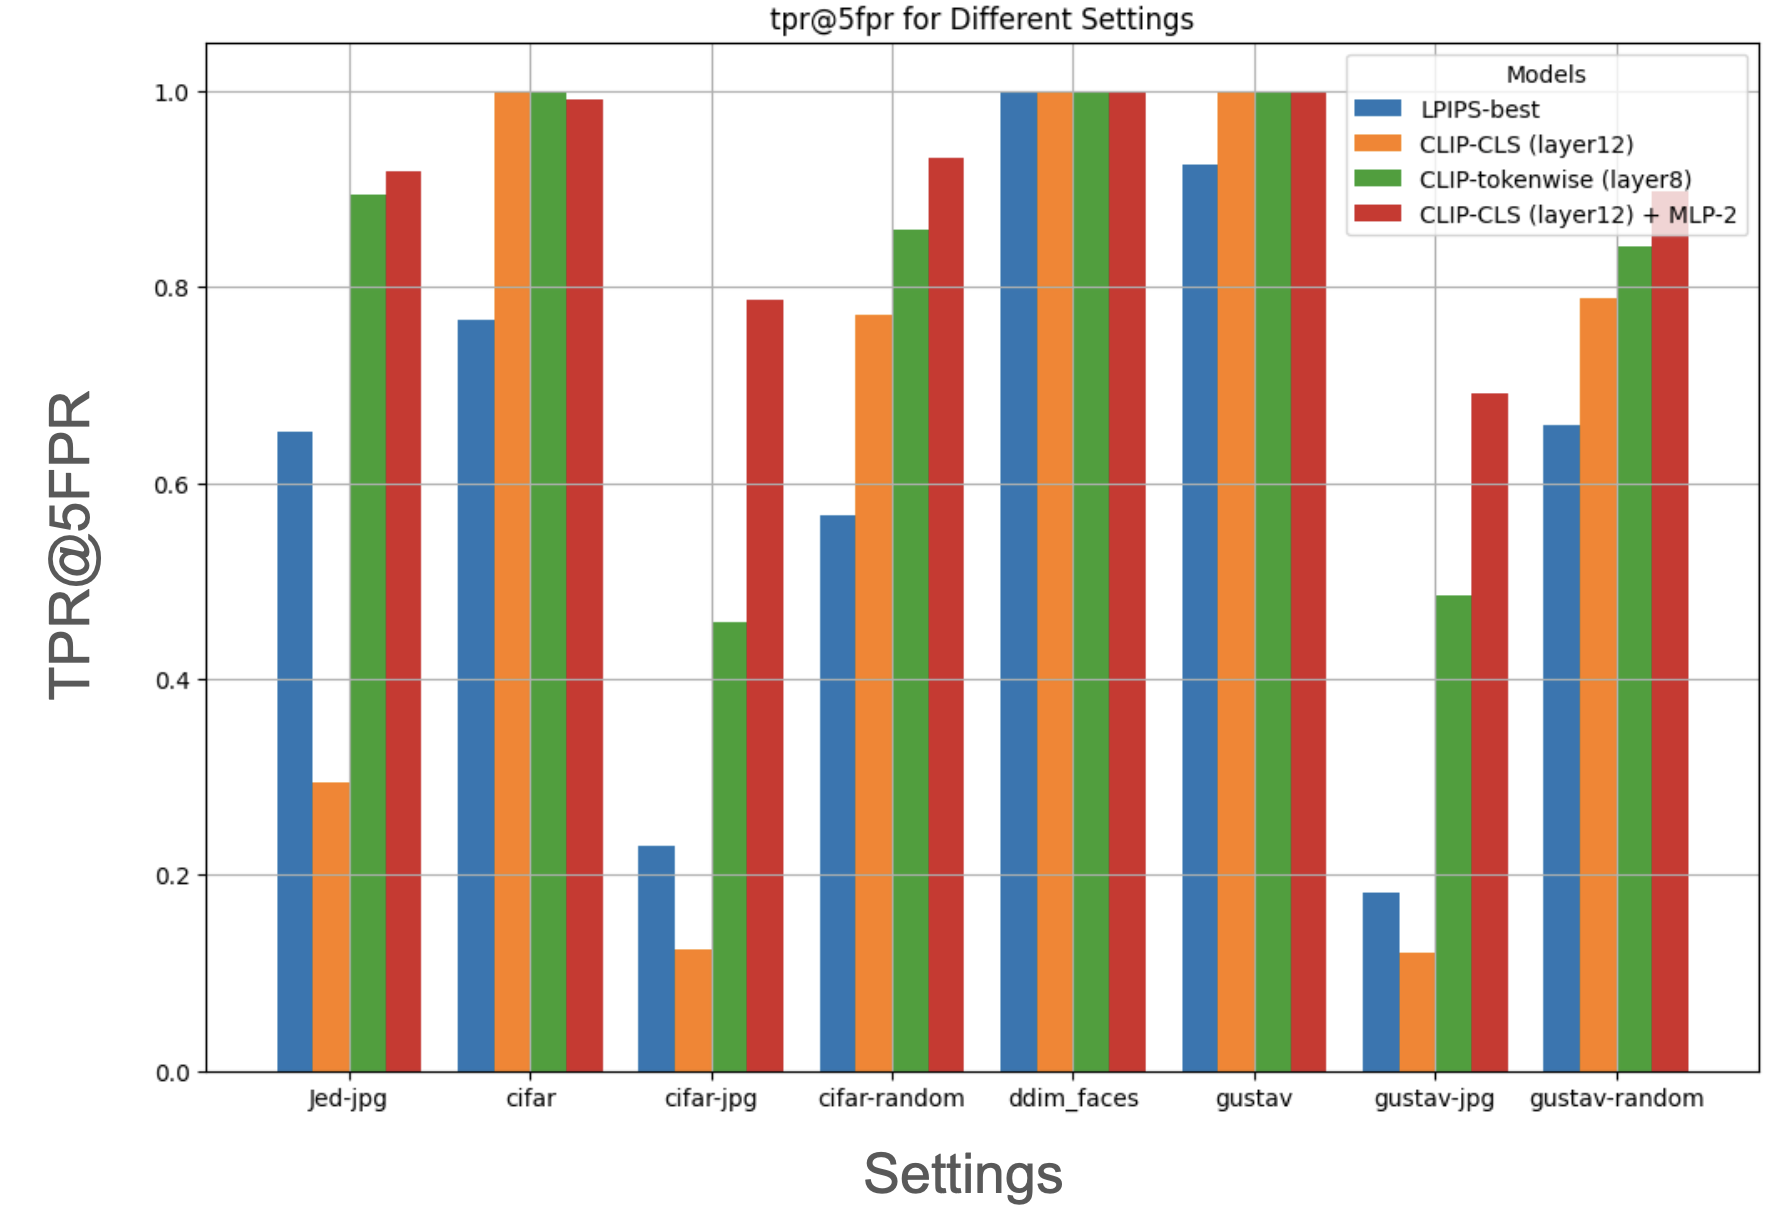 tpr@5fpr for Different Settings
Models
LPIPS-best
CLIP-CLS (layer12)
CLIP-tokenwise (layer8)
CLIP-CLS (layer12) + MLP-2
TPR@5FPR
1.0
0.8
0.6
0.4
0.2
0.0
Jed-jpg cifar cifar-jpg cifar-random ddim_faces gustav gustav-jpg gustav-random
Settings